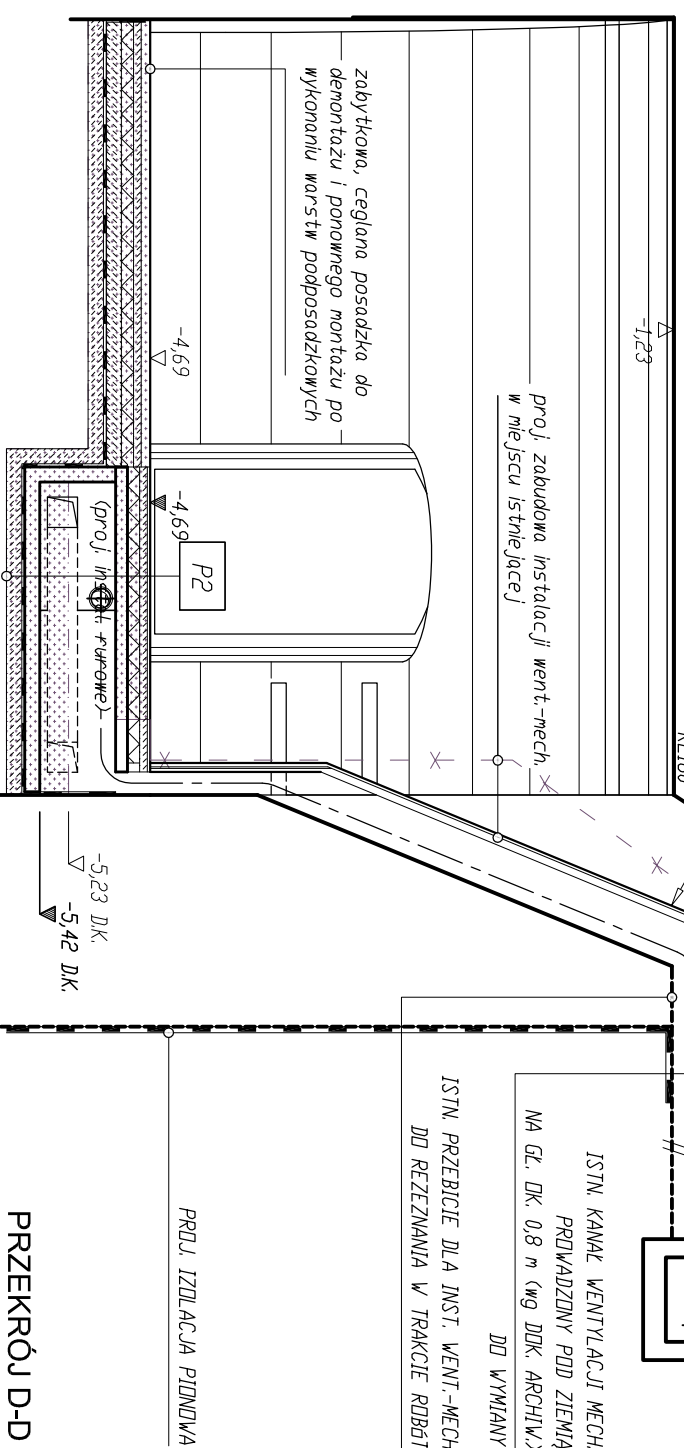 -1,23
proj. zabudowa instalacji went.-mech.
w miejscu istniejącej
zabytkowa, ceglana posadzka do
demontażu i ponownego montażu po
wykonaniu warstw podposadzkowych
-4,69
-4,69
P2
(proj instal rurowe)
-5,23 D.K.
-5,42 D.K.
ISTN. KANAŁ WENTYLACJI MECH
PROWADZONY POD ZIEMIĄ
NA GŁ. OK. 0,8 m (wg DOK. ARCHIW.)
DO WYMIANY
ISTN. PRZEBICIE DLA INST. WENT.-MECH
DO REZEZNANIA W TRAKCIE ROBÓT
PROJ. IZOLACJA PIONOWA
PRZEKRÓJ D-D